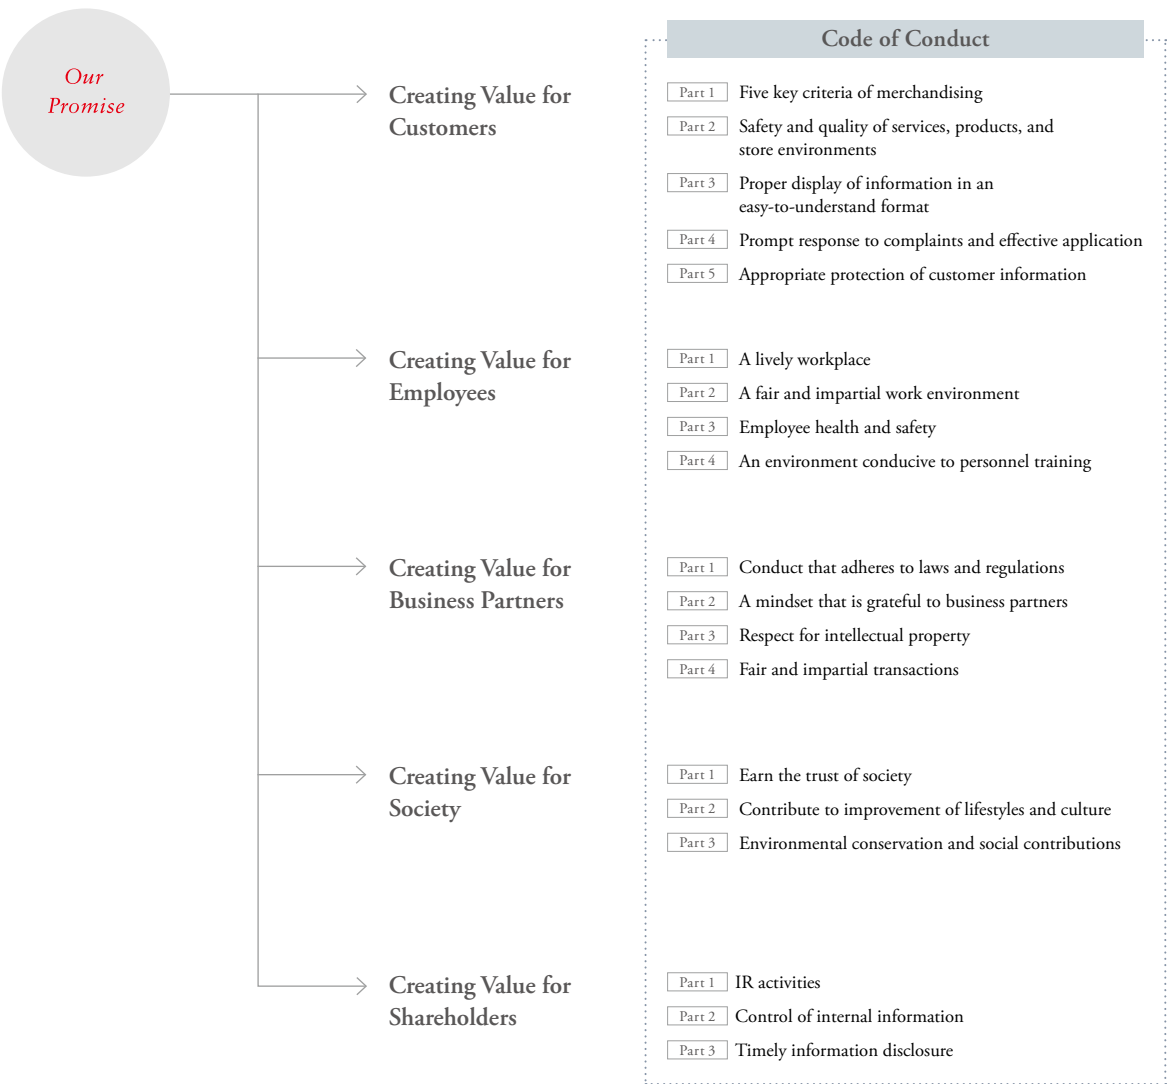 Our
Promise
Code of Conduct
Creating Value for
Customers
Part 1 Five key criteria of merchandising
Part 2 Safety and quality of services, products, and
store environments
Part 3 Proper display of information in an
easy-to-understand format
Part 4 Prompt response to complaints and effective application
Part 5 Appropriate protection of customer information
Creating Value for
Employees
Part 1 A lively workplace
Part 2 A fair and impartial work environment
Part 3 Employee health and safety
Part 4 An environment conducive to personnel training
Creating Value for
Business Partners
Part 1 Conduct that adheres to laws and regulations
Part 2 A mindset that is grateful to business partners
Part 3 Respect for intellectual property
Part 4 Fair and impartial transactions
Creating Value for
Society
Part 1 Earn the trust of society
Part 2 Contribute to improvement of lifestyles and culture
Part 3 Environmental conservation and social contributions
Creating Value for
Shareholders
Part 1 IR activities
Part 2 Control of internal information
Part 3 Timely information disclosure